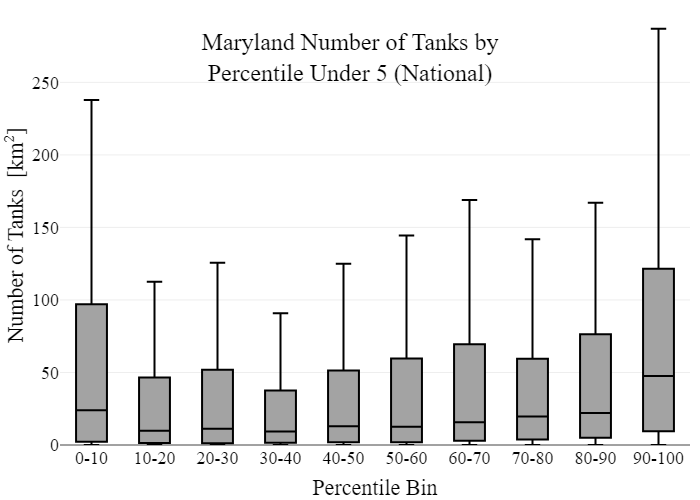 Maryland Number of Tanks by
Percentile Under 5 (National)
Number of Tanks [km²]
250
200
150
100
50
0
0-10 10-20 20-30 30-40 40-50 50-60 60-70 70-80 80-90 90-100
Percentile Bin